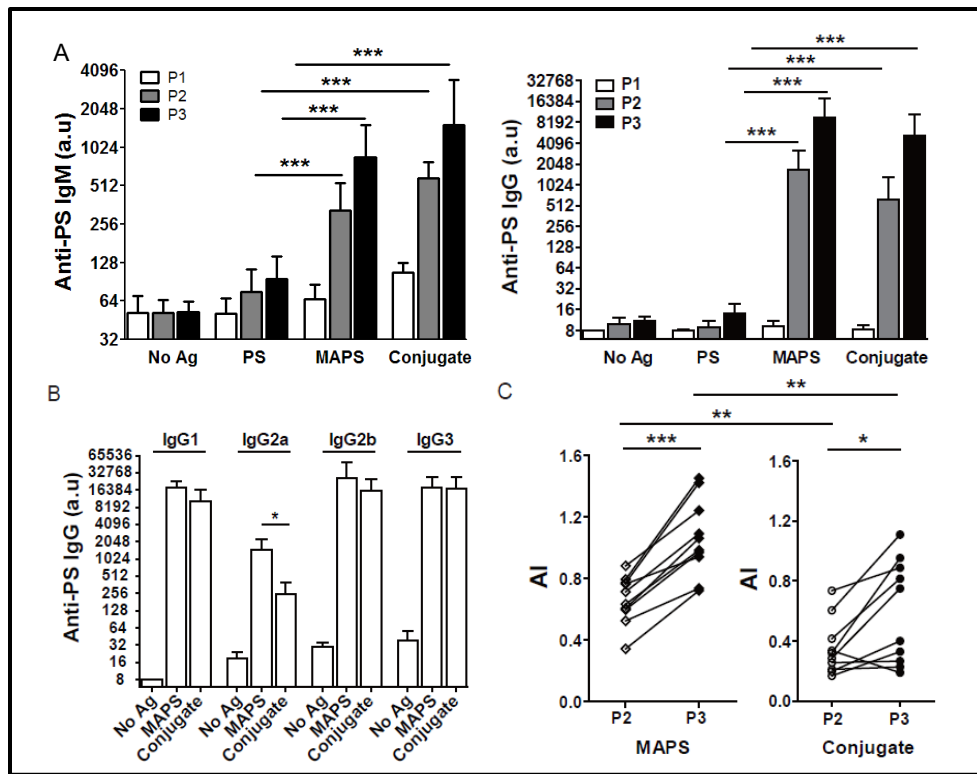 A
Anti-PS IgM (a.u)
4096
2048
1024
512
256
128
64
32
P1
P2
P3
***
***
***
***
No Ag PS MAPS Conjugate
Anti-PS IgG (a.u)
32768
16384
8192
4096
2048
1024
512
256
128
64
32
16
8
P1
P2
P3
***
***
***
***
No Ag PS MAPS Conjugate
B
Anti-PS IgG (a.u)
65536
32768
16384
8192
4096
2048
1024
512
256
128
64
32
16
8
IgG1 IgG2a IgG2b IgG3
*
No Ag MAPS Conjugate No Ag MAPS Conjugate No Ag MAPS Conjugate No Ag MAPS Conjugate
C
**
**
***
*
AI
1.6
1.2
0.8
0.4
0.0
P2 P3
MAPS
AI
1.6
1.2
0.8
0.4
0.0
P2 P3
Conjugate